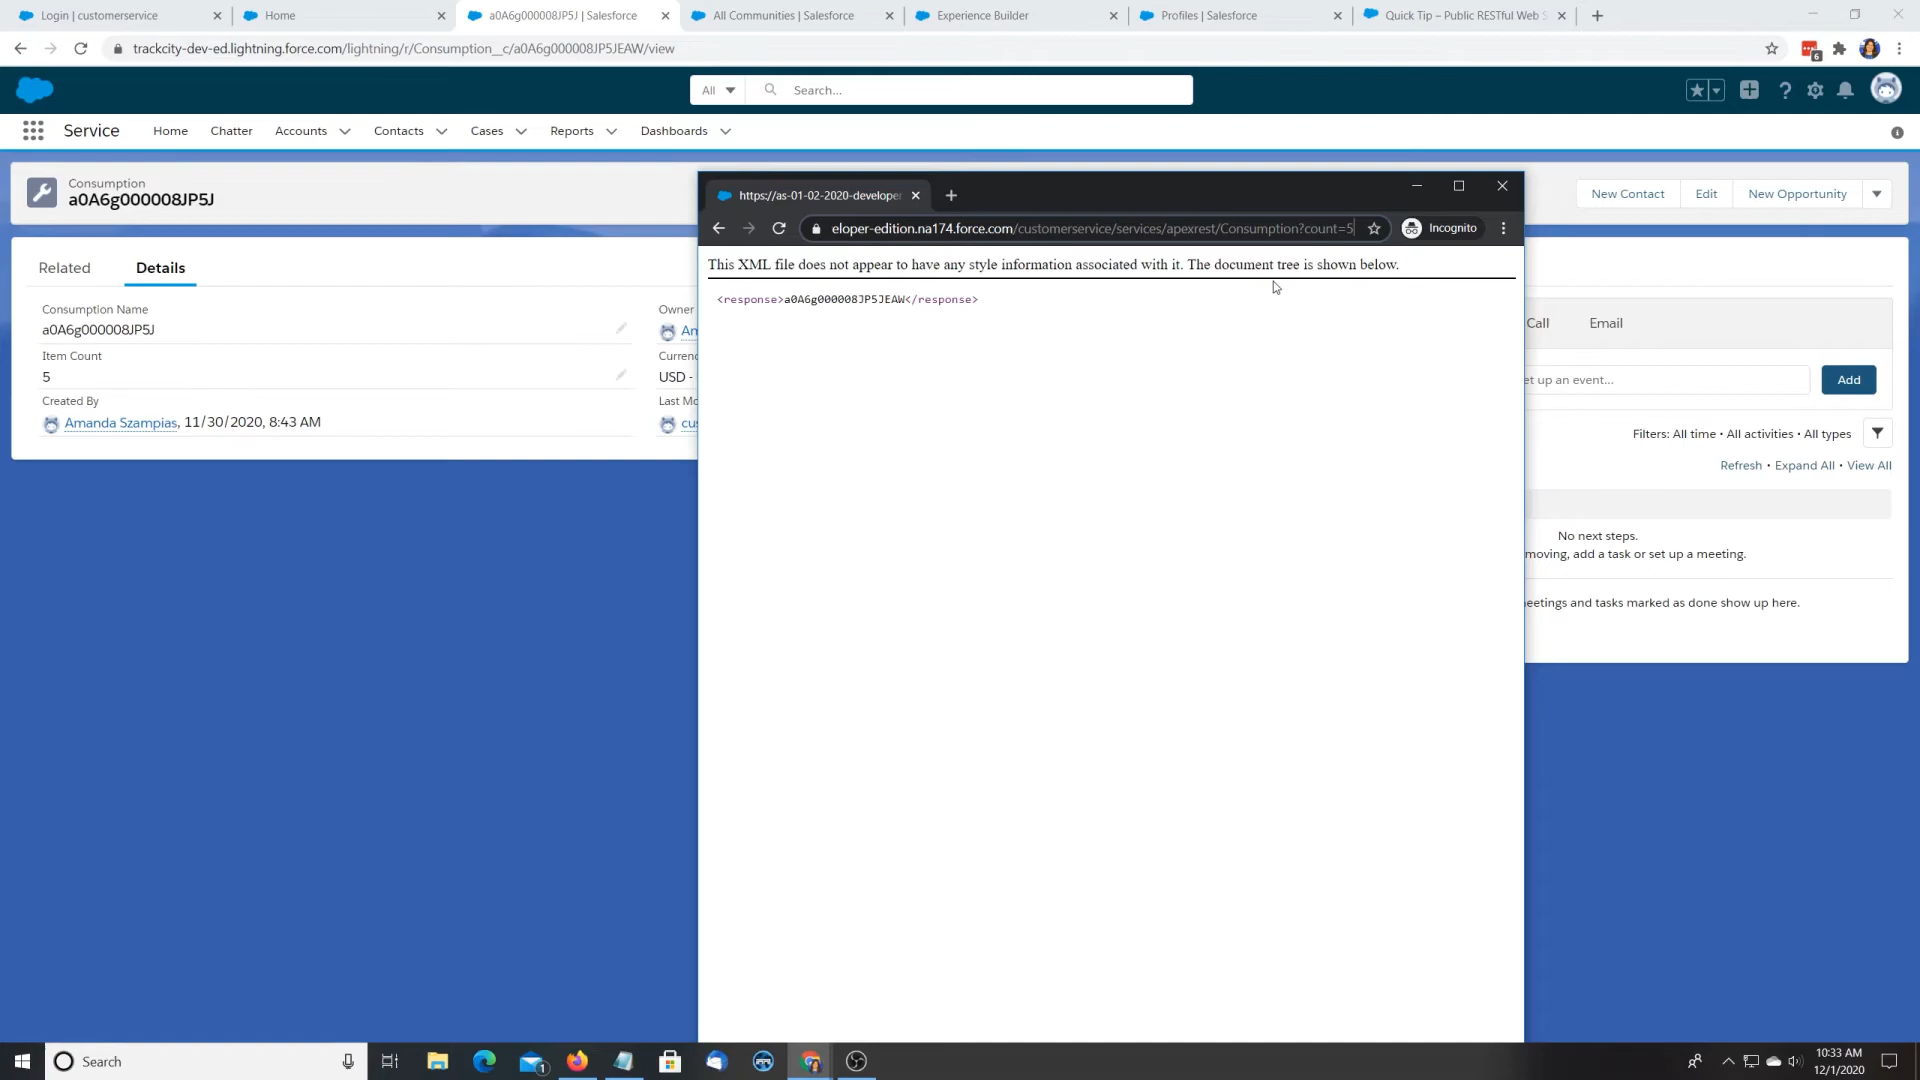 Login | customerservice
Home
a0A6g000008JP5J | Salesforce
All Communities | Salesforce
Experience Builder
Profiles | Salesforce
Quick Tip – Public RESTful Web S
trackcity-dev-ed.lightning.force.com/lightning/r/Consumption__c/a0A6g000008JP5JEAW/view
6
All
Search...
Service
Home
Chatter
Accounts
Contacts
Cases
Reports
Dashboards
Consumption
a0A6g000008JP5J
New Contact
Edit
New Opportunity
Related
Details
Consumption Name
a0A6g000008JP5J
Item Count
5
Created By
Amanda Szampias, 11/30/2020, 8:43 AM
Owner
Am
Currenc
USD -
Last Mo
cus
https://as-01-02-2020-developer
eloper-edition.na174.force.com/customerservice/services/apexrest/Consumption?count=5
Incognito
This XML file does not appear to have any style information associated with it. The document tree is shown below.
<response>a0A6g000008JP5JEAW</response>
Call
Email
et up an event...
Add
Filters: All time • All activities • All types
Refresh • Expand All • View All
No next steps.
moving, add a task or set up a meeting.
eetings and tasks marked as done show up here.
Search
1
10:33 AM
12/1/2020